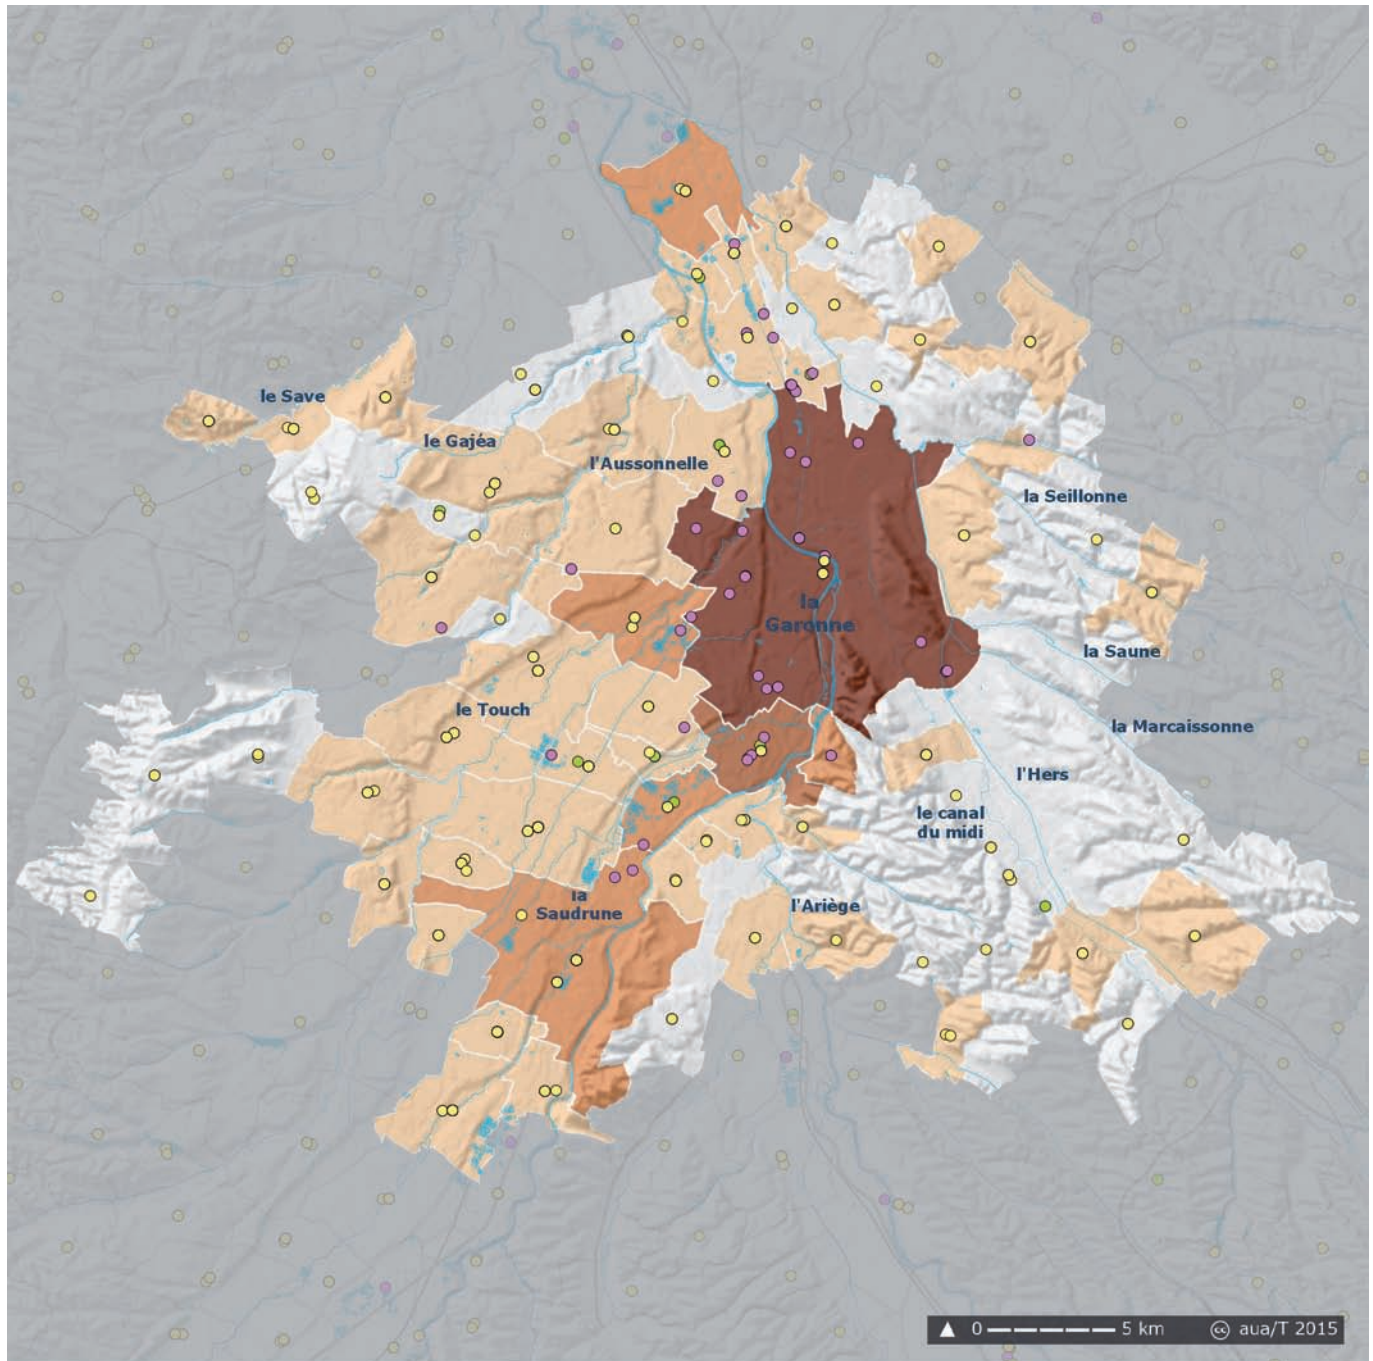 le Save
le Gajéa
l'Aussonnelle
la Seillonne
la
Garonne
la Saune
le Touch
la Marcaissonne
l'Hers
le canal
du midi
la
Saudrune
l'Ariège
0 5 km cc aua/T 2015